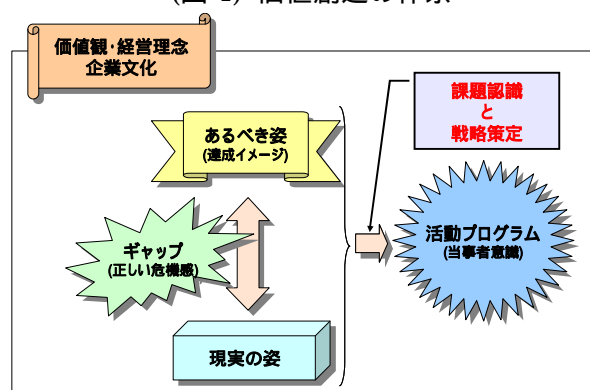 価値観・経営理念
企業文化
課題認識
と
戦略策定
あるべき姿
(達成イメージ)
ギャップ
(正しい危機感)
活動プログラム
(当事者意識)
現実の姿